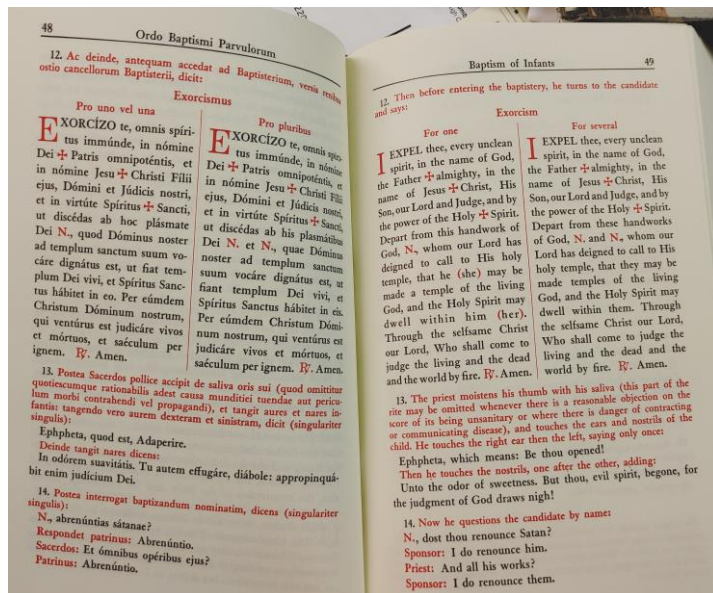 48
Ordo Baptismi Parvulorum
12. Ac deinde, antequam accedat ad Baptisterium, versis renibus
ostio cancellorum Baptisterii, dicit:
Exorcismus
Pro uno vel una
EXORCÍZO te, omnis spíri-
tus immúnde, in nómine
Dei ✠ Patris omnipoténtis, et
in nómine Jesu ✠ Christi Fílii
ejus, Dómini et Júdicis nostri,
et in virtúte Spíritus ✠ Sancti,
ut discédas ab hoc plásmate
Dei N., quod Dóminus noster
ad templum sanctum suum vo-
cáre dignátus est, ut fiat tem-
plum Dei vivi, et Spíritus Sanc-
tus hábitet in eo. Per eúmdem
Christum Dóminum nostrum,
qui ventúrus est judicáre vivos
et mórtuos, et saéculum per
ignem. ℟. Amen.
Pro pluribus
EXORCÍZO te, omnis spíri-
tus immúnde, in nómine
Dei ✠ Patris omnipoténtis, et
in nómine Jesu ✠ Christi Fílii
ejus, Dómini et Júdicis nostri,
et in virtúte Spíritus ✠ Sancti,
ut discédas ab his plasmátibus
Dei N. et N., quae Dóminus
noster ad templum sanctum
suum vocáre dignátus est, ut
fiant templum Dei vivi, et
Spíritus Sanctus hábitet in eis.
Per eúmdem Christum Dómi-
num nostrum, qui ventúrus est
judicáre vivos et mórtuos, et
saéculum per ignem. ℟. Amen.
13. Postea Sacerdos pollice accipit de saliva oris sui (quod omittitur
quotiescumque rationabilis adest causa munditiei tuendae aut pericu-
lum morbi contrahendi vel propagandi), et tangit aures et nares in-
fantis: tangendo vero aurem dexteram et sinistram, dicit (singulariter
singulis):
Ephpheta, quod est, Adaperire.
Deinde tangit nares dicens:
In odórem suavitátis. Tu autem effugáre, diábole: appropinquá-
bit enim judícium Dei.
14. Postea interrogat baptizandum nominatim, dicens (singulariter
singulis):
N., abrenúntias sátanae?
Respondet patrinus: Abrenúntio.
Sacerdos: Et ómnibus opéribus ejus?
Patrinus: Abrenúntio.
Baptism of Infants
49
12. Then before entering the baptistery, he turns to the candidate
and says:
Exorcism
For one
I EXPEL thee, every unclean
spirit, in the name of God,
the Father ✠ almighty, in the
name of Jesus ✠ Christ, His
Son, our Lord and Judge, and by
the power of the Holy ✠ Spirit.
Depart from this handwork of
God, N., whom our Lord has
deigned to call to His holy
temple, that he (she) may be
made a temple of the living
God, and the Holy Spirit may
dwell within him (her).
Through the selfsame Christ
our Lord, Who shall come to
judge the living and the dead
and the world by fire. ℟. Amen.
For several
I EXPEL thee, every unclean
spirit, in the name of God,
the Father ✠ almighty, in the
name of Jesus ✠ Christ, His
Son, our Lord and Judge, and by
the power of the Holy ✠ Spirit.
Depart from these handworks
of God, N. and N., whom our
Lord has deigned to call to His
holy temple, that they may be
made temples of the living
God, and the Holy Spirit may
dwell within them. Through
the selfsame Christ our Lord,
Who shall come to judge the
living and the dead and the
world by fire. ℟. Amen.
13. The priest moistens his thumb with his saliva (this part of the
rite may be omitted whenever there is a reasonable objection on the
score of its being unsanitary or where there is danger of contracting
or communicating disease), and touches the ears and nostrils of the
child. He touches the right ear then the left, saying only once:
Ephpheta, which means: Be thou opened!
Then he touches the nostrils, one after the other, adding:
Unto the odor of sweetness. But thou, evil spirit, begone, for
the judgment of God draws nigh!
14. Now he questions the candidate by name:
N., dost thou renounce Satan?
Sponsor: I do renounce him.
Priest: And all his works?
Sponsor: I do renounce them.